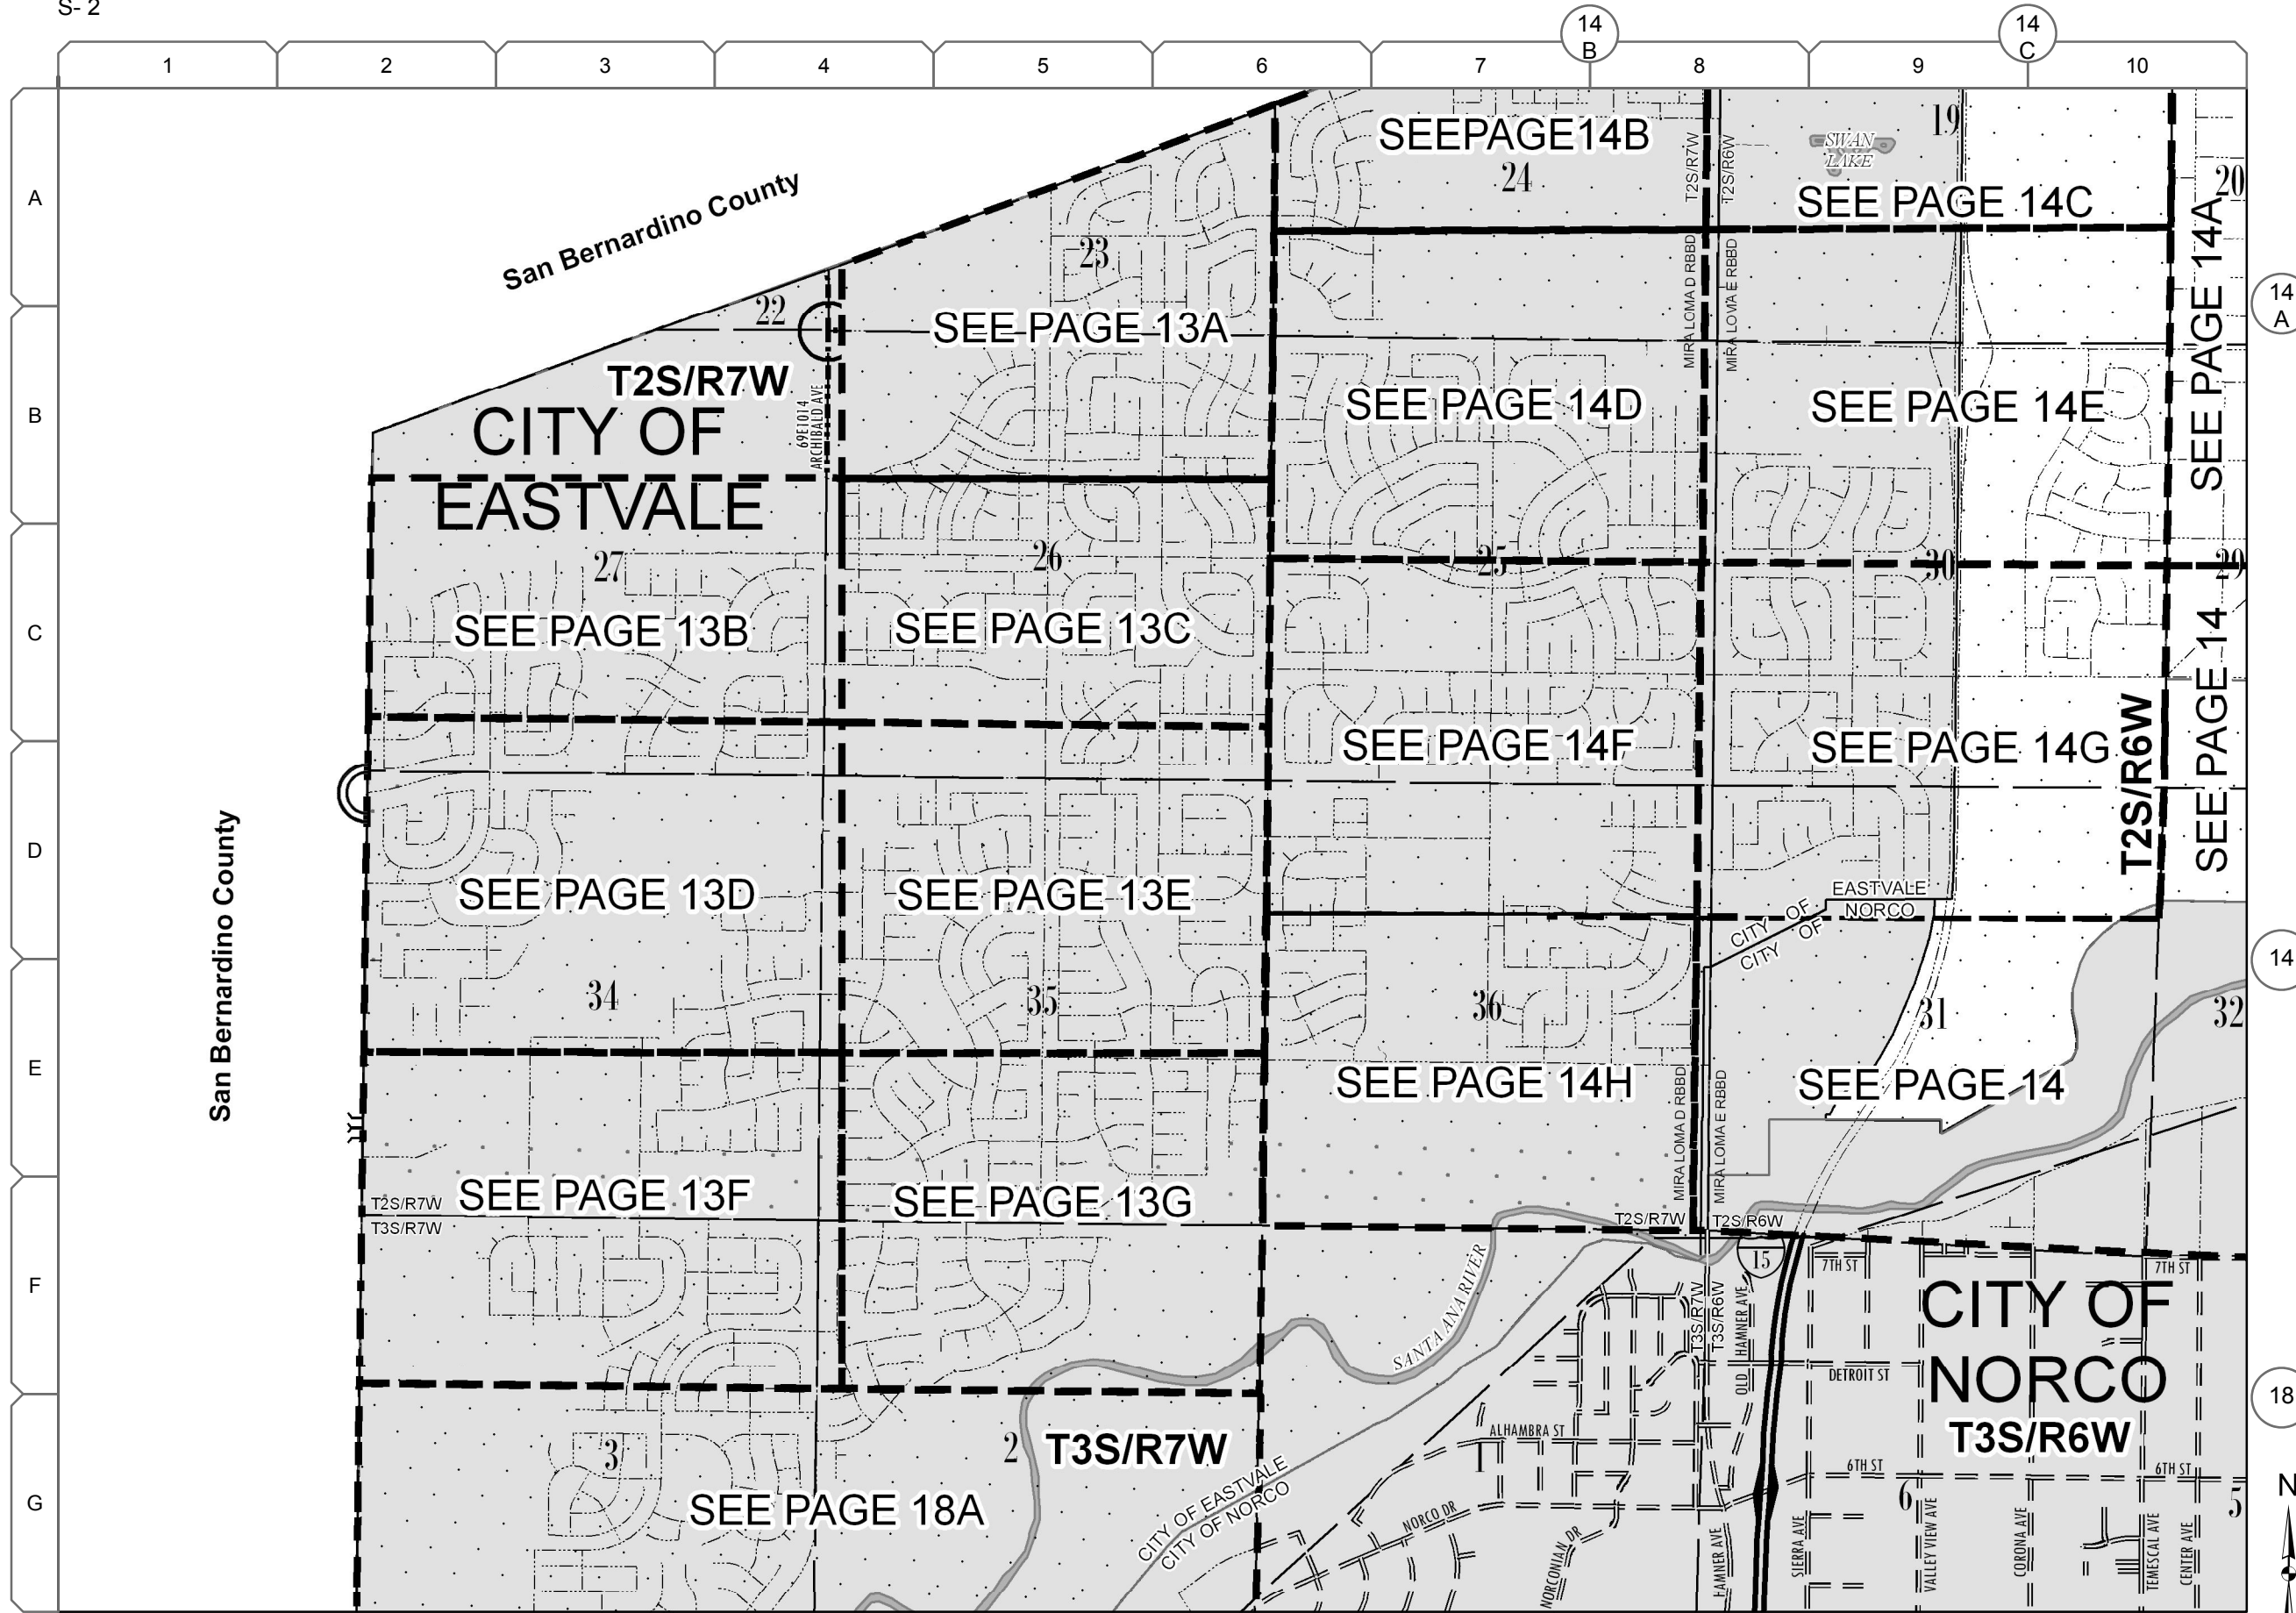 S- 2
14
B
14
C
1
2
3
4
5
6
7
8
9
10
A
B
C
D
E
F
G
14
A
14
18
N
San Bernardino County
San Bernardino County
SEEPAGE14B
24
T2S/R7W
T2S/R6W
SWAN
LAKE
19
SEE PAGE 14C
20
SEE PAGE 14A
23
22
SEE PAGE 13A
MIRA LOMA D RBBD
MIRA LOMA E RBBD
T2S/R7W
CITY OF
EASTVALE
69E1014
ARCHIBALD AVE
SEE PAGE 14D
SEE PAGE 14E
27
26
25
30
29
SEE PAGE 13B
SEE PAGE 13C
SEE PAGE 14F
SEE PAGE 14G
T2S/R6W
SEE PAGE 14
SEE PAGE 13D
SEE PAGE 13E
EASTVALE
NORCO
CITY OF
CITY OF
34
35
36
31
32
SEE PAGE 14H
SEE PAGE 14
MIRA LOMA D RBBD
MIRA LOMA E RBBD
T2S/R7W
T3S/R7W
SEE PAGE 13F
SEE PAGE 13G
T2S/R7W
T2S/R6W
15
SANTA ANA RIVER
T3S/R7W
T3S/R6W
OLD HAMNER AVE
7TH ST
7TH ST
CITY OF
NORCO
T3S/R6W
DETROIT ST
3
2
T3S/R7W
1
ALHAMBRA ST
6TH ST
6TH ST
6
5
SEE PAGE 18A
CITY OF EASTVALE
CITY OF NORCO
NORCO DR
NORCONIAN DR
HAMNER AVE
SIERRA AVE
VALLEY VIEW AVE
CORONA AVE
TEMESCAL AVE
CENTER AVE